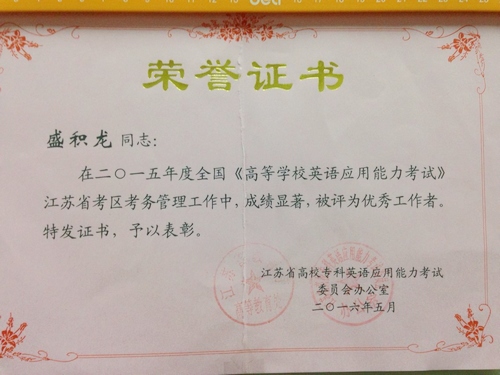 荣誉证书
盛积龙同志：
在二〇一五年度全国《高等学校英语应用能力考试》
江苏省考区考务管理工作中，成绩显著，被评为优秀工作者。
特发证书，予以表彰。
江苏省高校专科英语应用能力考试
委员会办公室
二〇一六年五月